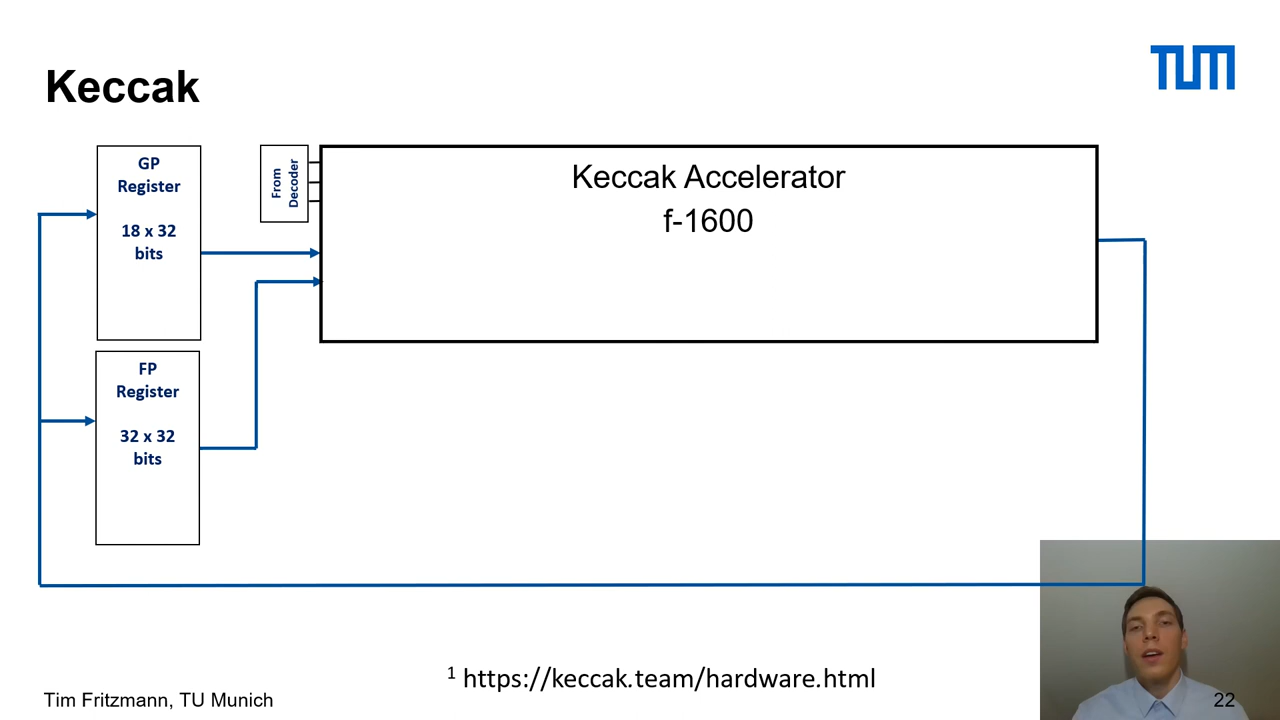 Keccak
TUM
GP
Register
18 x 32
bits
From
Decoder
Keccak Accelerator
f-1600
FP
Register
32 x 32
bits
¹ https://keccak.team/hardware.html
Tim Fritzmann, TU Munich
22